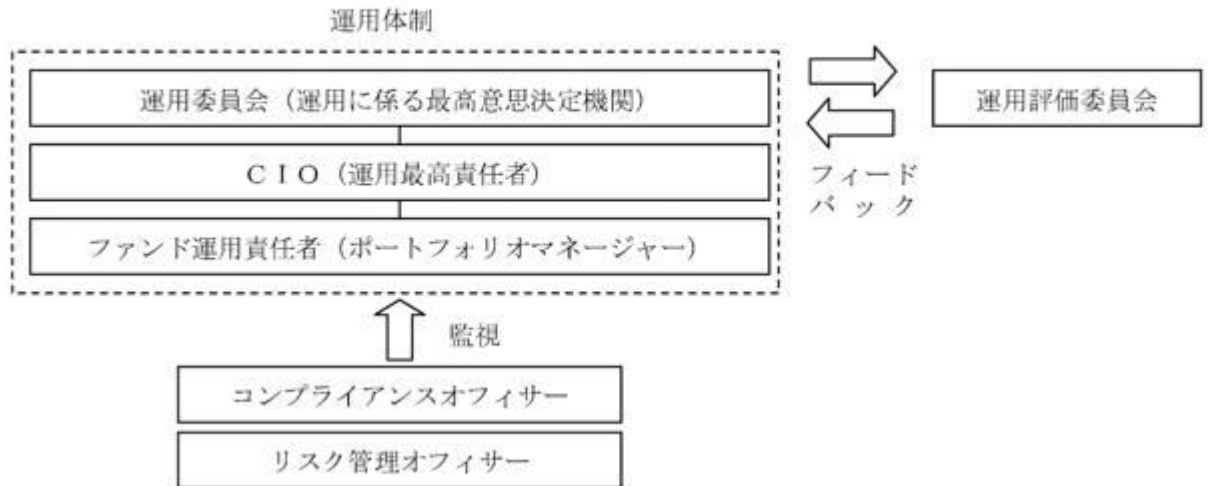 運用体制
運用委員会（運用に係る最高意思決定機関）
運用評価委員会
ＣＩＯ（運用最高責任者）
フィード
バック
ファンド運用責任者（ポートフォリオマネージャー）
監視
コンプライアンスオフィサー
リスク管理オフィサー